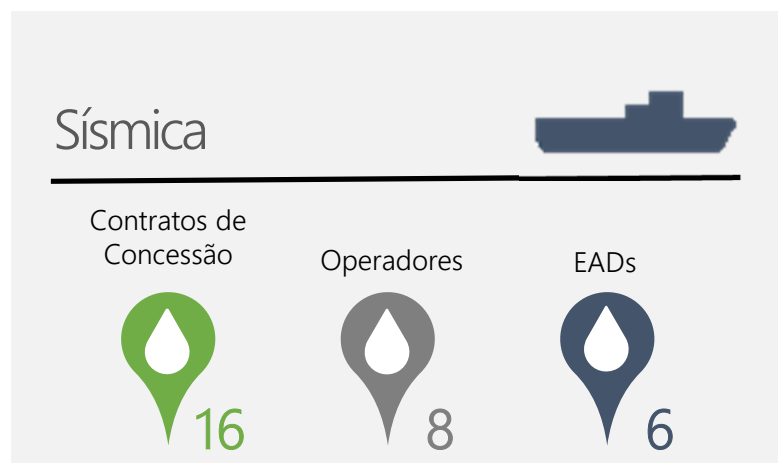 Sísmica
Contratos de
Concessão
Operadores
EADs
16
8
6